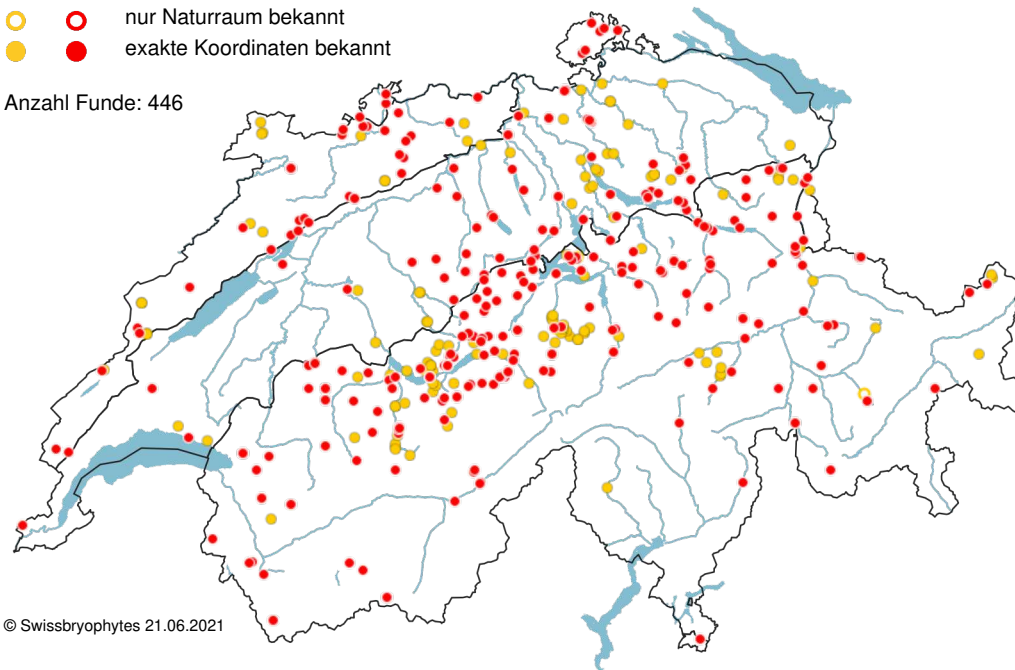 nur Naturraum bekannt
exakte Koordinaten bekannt
Anzahl Funde: 446
© Swissbryophytes 21.06.2021